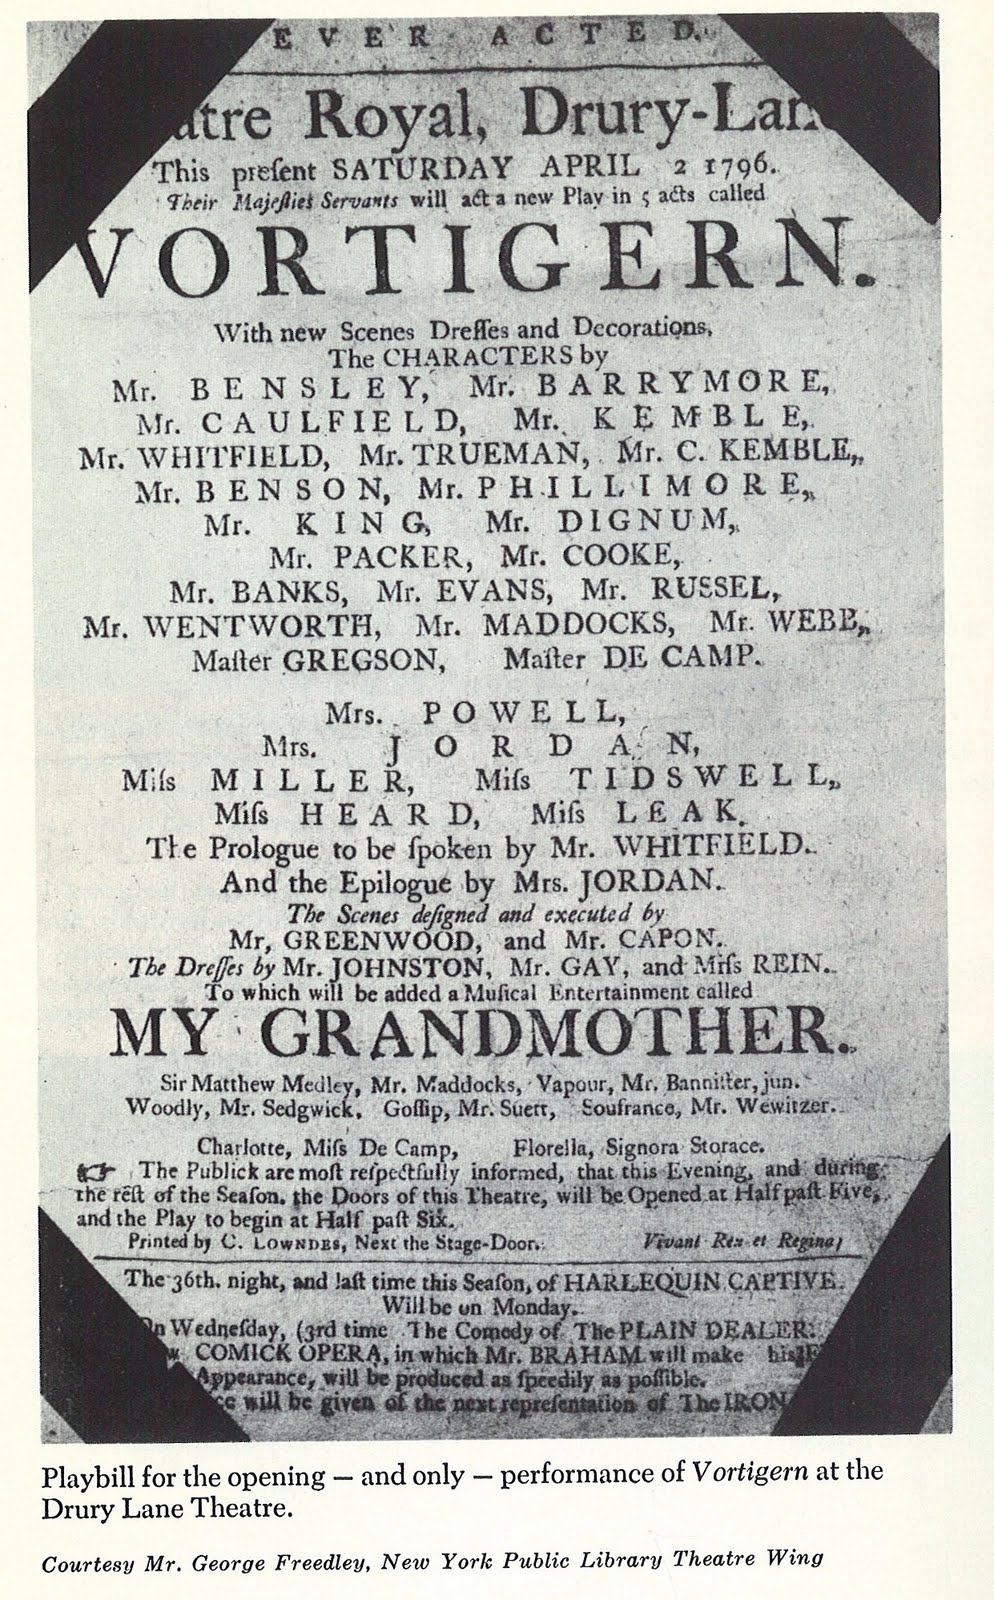 EVER ACTED.
atre Royal, Drury-Lan
This preſent SATURDAY APRIL 2 1796.
Their Majeſties Servants will act a new Play in 5 acts called
VORTIGERN.
With new Scenes Dreſſes and Decorations,
The CHARACTERS by
Mr. BENSLEY, Mr. BARRYMORE,
Mr. CAULFIELD, Mr. KEMBLE,
Mr. WHITFIELD, Mr. TRUEMAN, Mr. C. KEMBLE,
Mr. BENSON, Mr. PHILLIMORE,
Mr. KING, Mr. DIGNUM,
Mr. PACKER, Mr. COOKE,
Mr. BANKS, Mr. EVANS, Mr. RUSSEL,
Mr. WENTWORTH, Mr. MADDOCKS, Mr. WEBB,
Maſter GREGSON, Maſter DE CAMP.
Mrs. POWELL,
Mrs. JORDAN,
Miſs MILLER, Miſs TIDSWELL,
Miſs HEARD, Miſs LEAK.
The Prologue to be ſpoken by Mr. WHITFIELD.
And the Epilogue by Mrs. JORDAN.
The Scenes deſigned and executed by
Mr, GREENWOOD, and Mr. CAPON.
The Dreſſes by Mr. JOHNSTON, Mr. GAY, and Miſs REIN.
To which will be added a Muſical Entertainment called
MY GRANDMOTHER.
Sir Matthew Medley, Mr. Maddocks, Vapour, Mr. Banniſter, jun.
Woodly, Mr. Sedgwick, Goſſip, Mr. Suett, Soufrance, Mr. Wewitzer.
Charlotte, Miſs De Camp, Florella, Signora Storace.
☞ The Publick are moſt reſpectfully informed, that this Evening, and during
the reſt of the Seaſon, the Doors of this Theatre, will be Opened at Half paſt Five,
and the Play to begin at Half paſt Six.
Printed by C. LOWNDES, Next the Stage-Door. Vivant Rex et Regina;
The 36th. night, and laſt time this Seaſon, of HARLEQUIN CAPTIVE.
Will be on Monday.
On Wedneſday, (3rd time The Comedy of The PLAIN DEALER.
w COMICK OPERA, in which Mr. BRAHAM will make his
Appearance, will be produced as ſpeedily as poſſible.
ce will be given of the next repreſentation of The IRON
Playbill for the opening — and only — performance of Vortigern at the
Drury Lane Theatre.
Courtesy Mr. George Freedley, New York Public Library Theatre Wing